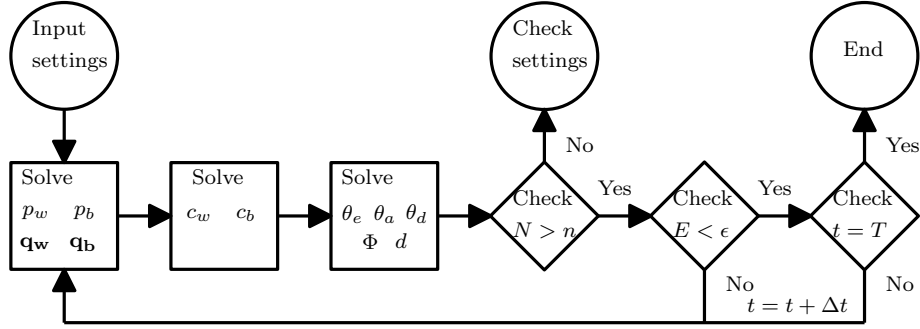 Input
settings
Check
settings
End
No
Yes
Solve
p_w p_b
q_w q_b
Solve
c_w c_b
Solve
θ_e θ_a θ_d
Φ d
Check
N > n
Yes
Check
E < ϵ
Yes
Check
t = T
No
No
t = t + Δt